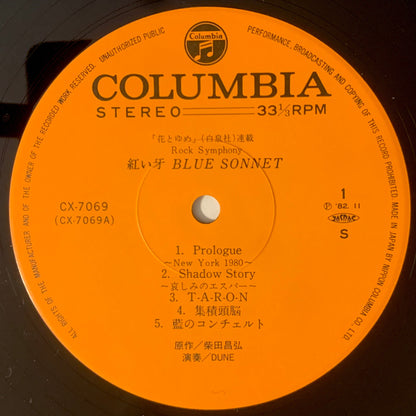 Columbia
COLUMBIA
STEREO 33⅓RPM
「花とゆめ」(白泉社)連載
Rock Symphony
紅い牙 BLUE SONNET
CX-7069
(CX-7069A)
1
Ⓟ '82. 11
S
1. Prologue
~New York 1980~
2. Shadow Story
~哀しみのエスパー~
3. T-A-R-O-N
4. 集積頭脳
5. 藍のコンチェルト
原作/柴田昌弘
演奏/DUNE
ALL RIGHTS OF THE MANUFACTURER AND OF THE OWNER OF THE RECORDED WORK RESERVED. UNAUTHORIZED PUBLIC PERFORMANCE, BROADCASTING AND COPYING OF THIS RECORD PROHIBITED. MADE IN JAPAN BY NIPPON COLUMBIA CO., LTD.